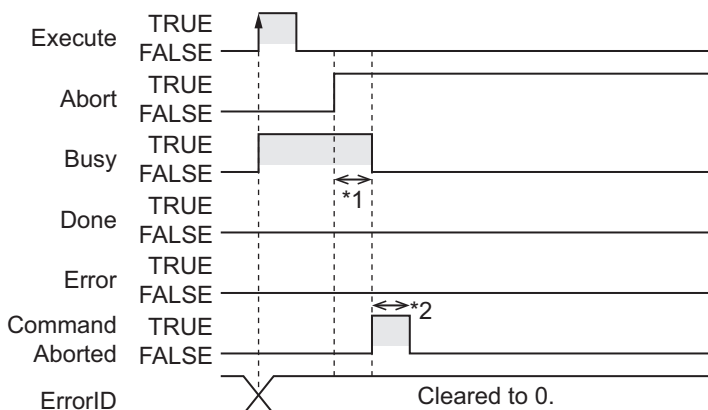 Execute TRUE
FALSE
Abort TRUE
FALSE
Busy TRUE
FALSE
*1
Done TRUE
FALSE
Error TRUE
FALSE
*2
Command TRUE
Aborted FALSE
ErrorID Cleared to 0.